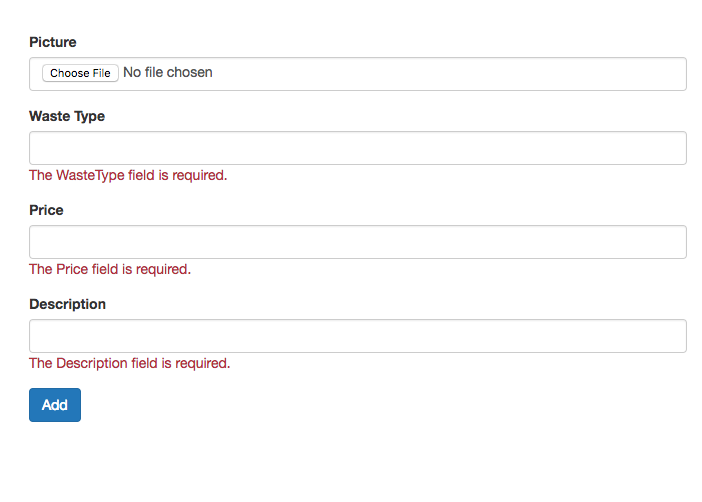 Picture
Choose File No file chosen
Waste Type
The WasteType field is required.
Price
The Price field is required.
Description
The Description field is required.
Add